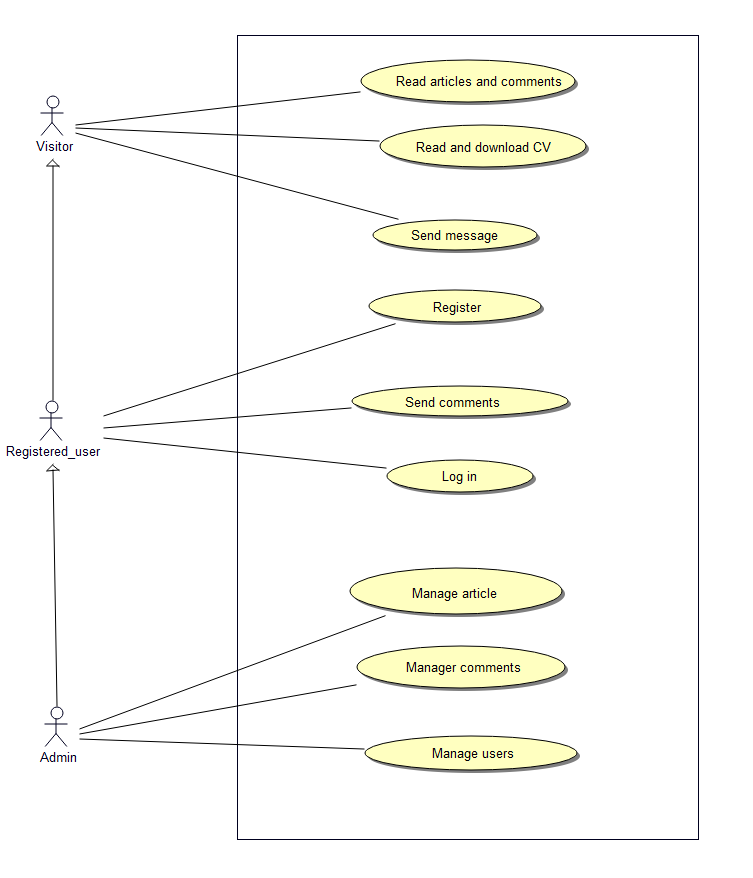 Read articles and comments
Visitor
Read and download CV
Send message
Register
Send comments
Registered_user
Log in
Manage article
Manager comments
Admin
Manage users